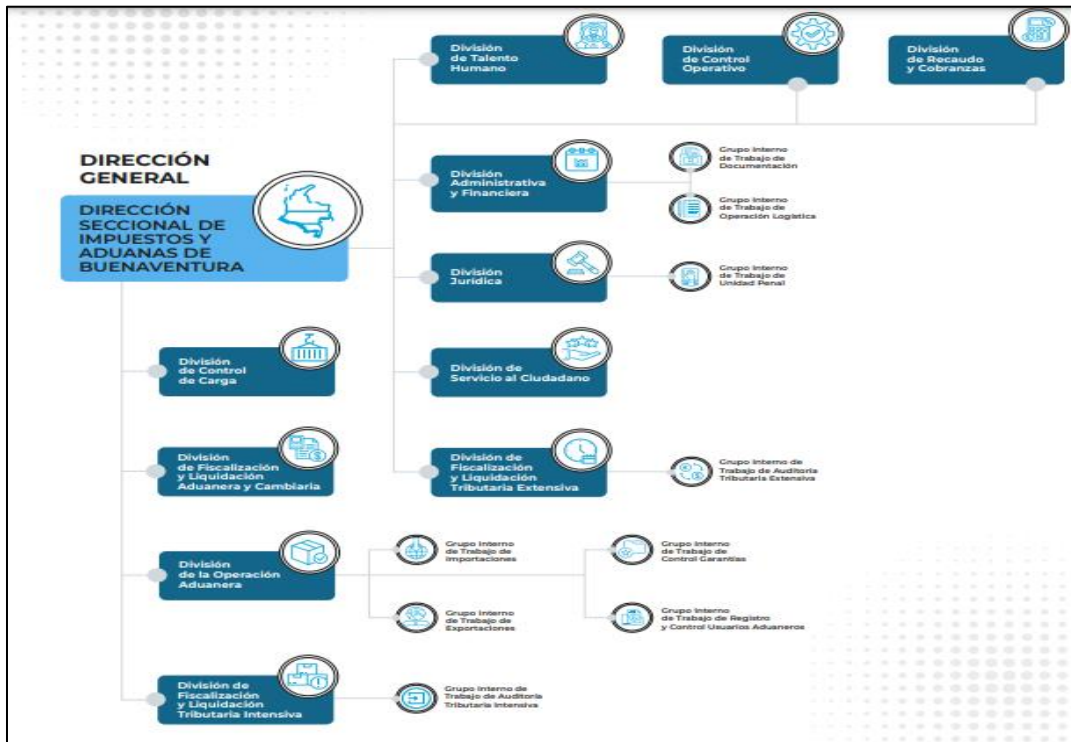 División
de Talento
Humano
División
de Control
Operativo
División
de Recaudo
y Cobranzas
DIRECCIÓN
GENERAL
DIRECCIÓN
SECCIONAL DE
IMPUESTOS Y
ADUANAS DE
BUENAVENTURA
División
Administrativa
y Financiera
Grupo Interno
de Trabajo de
Documentación
Grupo Interno
de Trabajo de
Operación Logística
División
Jurídica
Grupo Interno
de Trabajo de
Unidad Penal
División
de Control
de Carga
División de
Servicio al Ciudadano
División
de Fiscalización
y Liquidación
Aduanera y Cambiaria
División de
Fiscalización
y Liquidación
Tributaria Extensiva
Grupo Interno de
Trabajo de Auditoría
Tributaria Extensiva
División
de la Operación
Aduanera
Grupo Interno
de Trabajo de
Importaciones
Grupo Interno
de Trabajo de
Control Garantías
Grupo Interno
de Trabajo de
Exportaciones
Grupo Interno
de Trabajo de Registro
y Control Usuarios Aduaneros
División de
Fiscalización
y Liquidación
Tributaria Intensiva
Grupo Interno de
Trabajo de Auditoría
Tributaria Intensiva